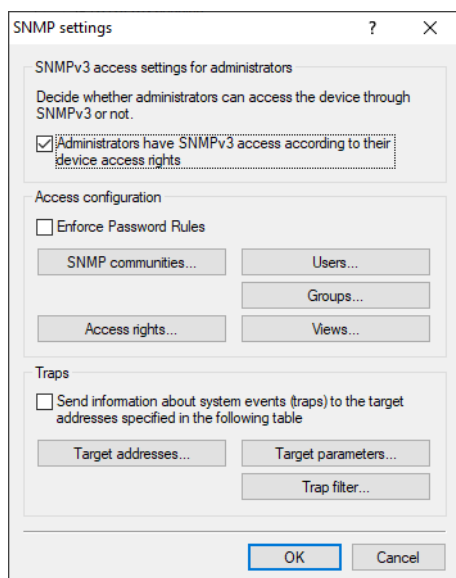 SNMP settings
?
SNMPv3 access settings for administrators
Decide whether administrators can access the device through
SNMPv3 or not.
Administrators have SNMPv3 access according to their
device access rights
Access configuration
Enforce Password Rules
SNMP communities... Users...
Groups...
Access rights... Views...
Traps
Send information about system events (traps) to the target
addresses specified in the following table
Target addresses... Target parameters...
Trap filter...
OK Cancel